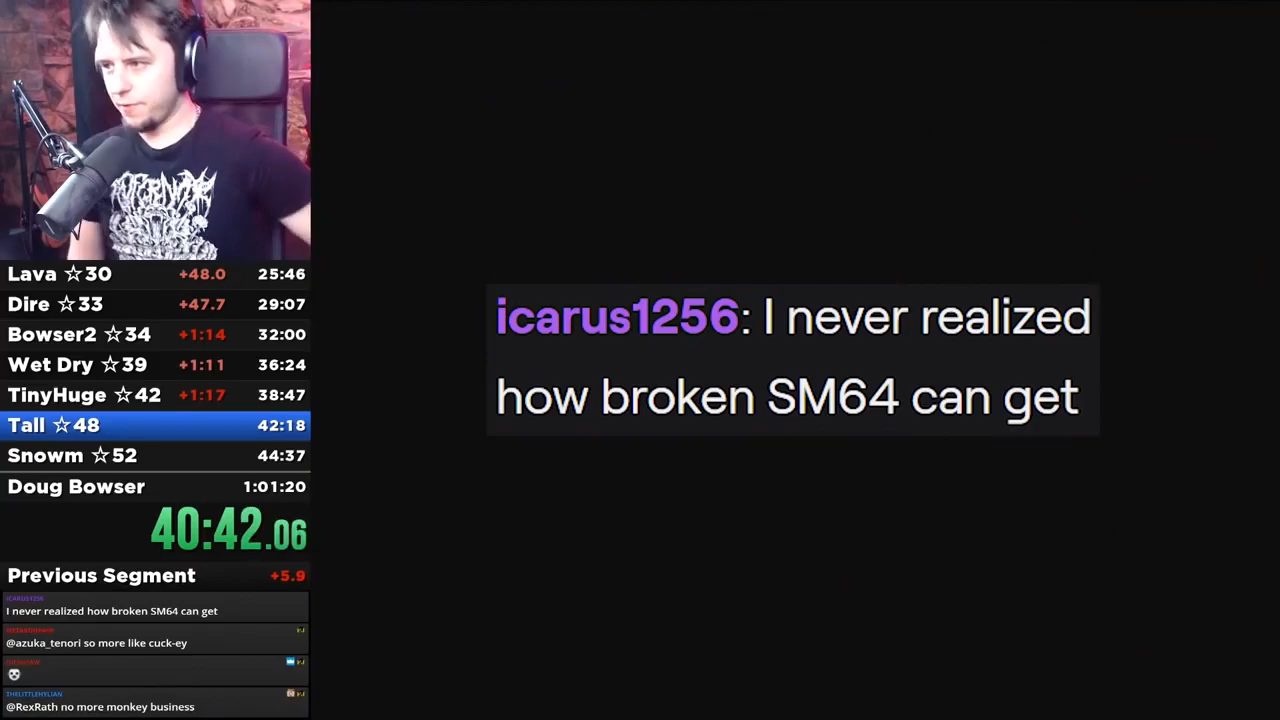 Lava ☆30 +48.0 25:46
Dire ☆33 +47.7 29:07
Bowser2 ☆34 +1:14 32:00
Wet Dry ☆39 +1:11 36:24
TinyHuge ☆42 +1:17 38:47
Tall ☆48 42:18
Snowm ☆52 44:37
Doug Bowser 1:01:20
40:42.06
Previous Segment +5.9
ICARUS1256
I never realized how broken SM64 can get
@azuka_tenori so more like cuck-ey
THELITTLEHYLIAN
@RexRath no more monkey business
icarus1256: I never realized
how broken SM64 can get